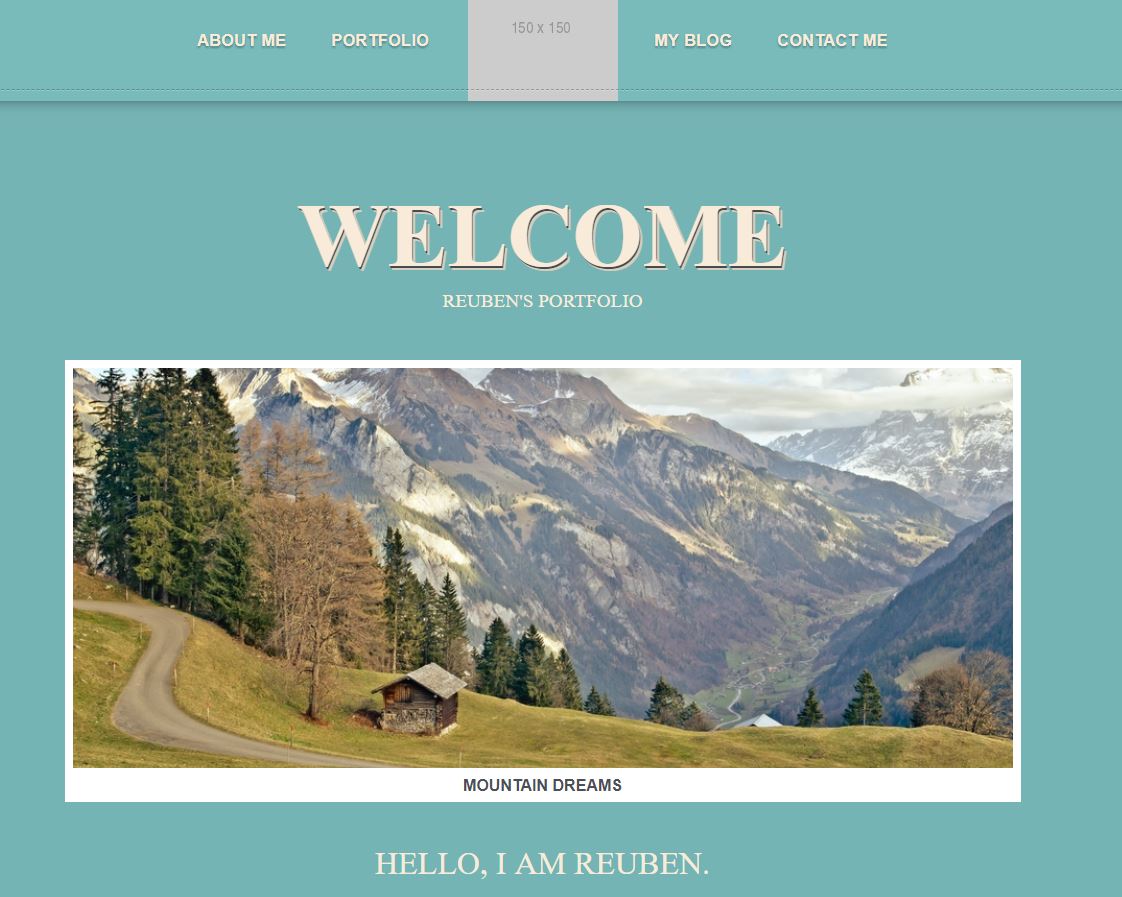 ABOUT ME PORTFOLIO 150 x 150 MY BLOG CONTACT ME
WELCOME
REUBEN'S PORTFOLIO
MOUNTAIN DREAMS
HELLO, I AM REUBEN.